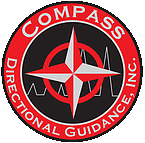 COMPASS
DIRECTIONAL GUIDANCE, INC.